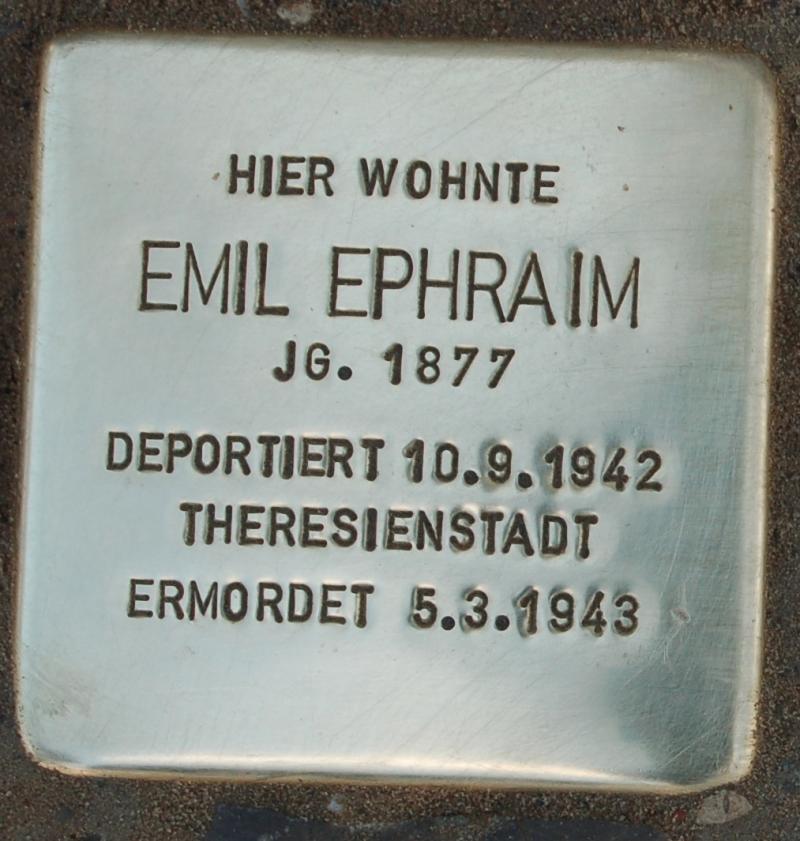 HIER WOHNTE
EMIL EPHRAIM
JG. 1877
DEPORTIERT 10.9.1942
THERESIENSTADT
ERMORDET 5.3.1943